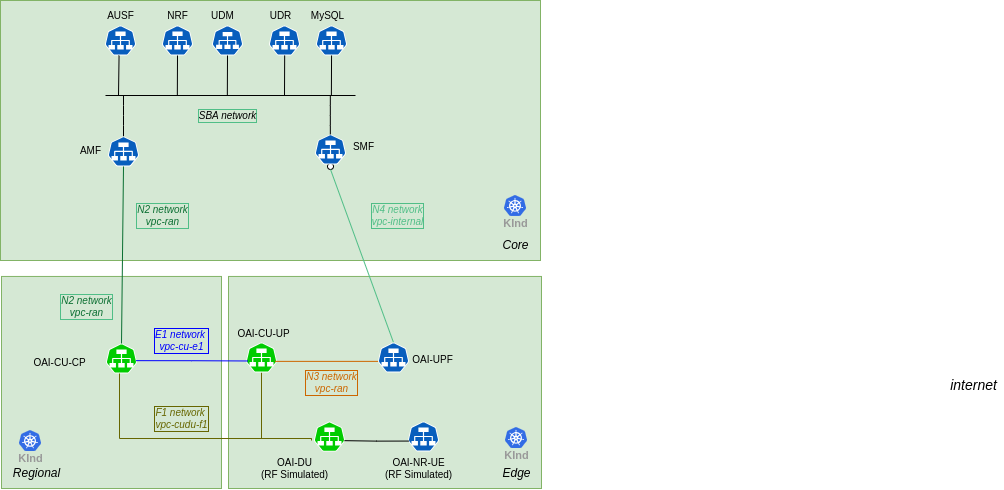 AUSF
NRF
UDM
UDR
MySQL
SBA network
AMF
SMF
N2 network
vpc-ran
N4 network
vpc-internal
KInd
Core
N2 network
vpc-ran
E1 network
vpc-cu-e1
OAI-CU-UP
OAI-CU-CP
OAI-UPF
N3 network
vpc-ran
internet
F1 network
vpc-cudu-f1
KInd
Regional
OAI-DU
(RF Simulated)
OAI-NR-UE
(RF Simulated)
KInd
Edge